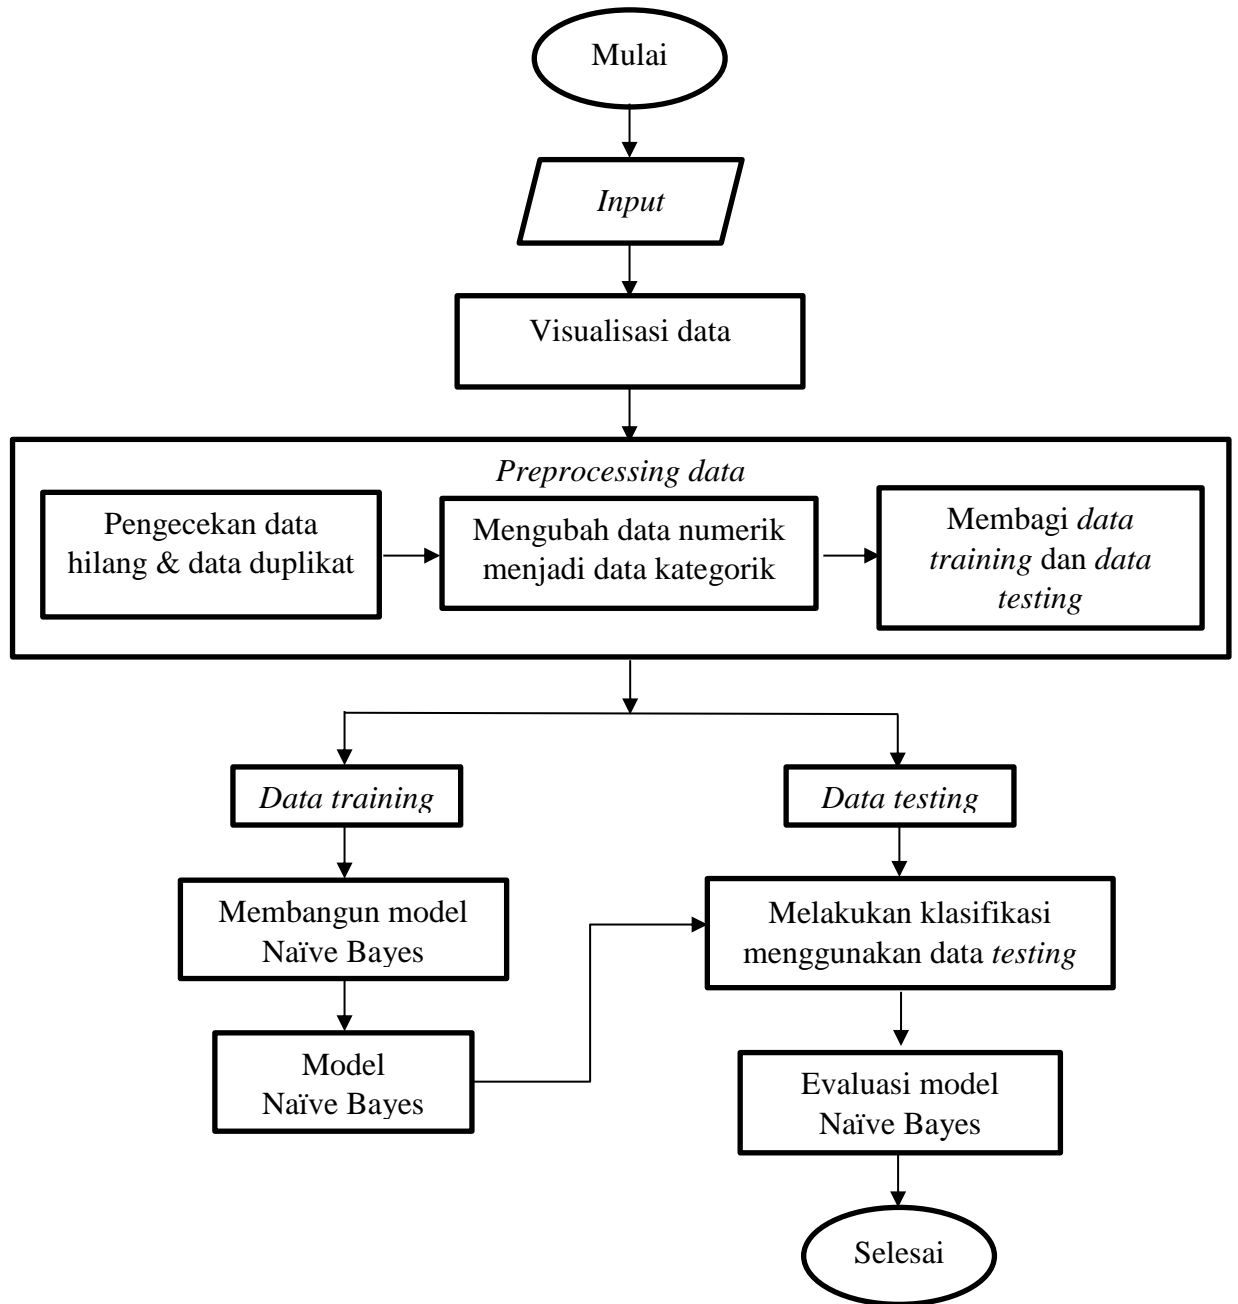 Mulai
Input
Visualisasi data
Preprocessing data
Pengecekan data
hilang & data duplikat
Mengubah data numerik
menjadi data kategorik
Membagi data
training dan data
testing
Data training
Data testing
Membangun model
Naïve Bayes
Melakukan klasifikasi
menggunakan data testing
Model
Naïve Bayes
Evaluasi model
Naïve Bayes
Selesai